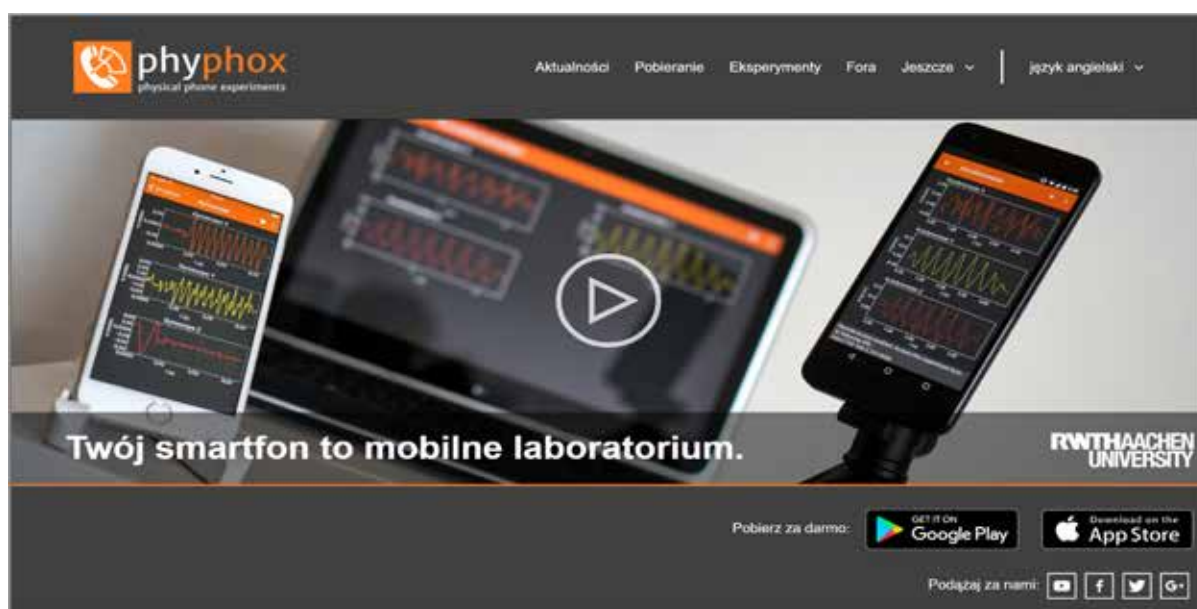 phyphox
physical phone experiments
Aktualności Pobieranie Eksperymenty Fora Jeszcze język angielski
Twój smartfon to mobilne laboratorium.
RWTHAACHEN
UNIVERSITY
Pobierz za darmo:
GET IT ON
Google Play
Download on the
App Store
Podążaj za nami: